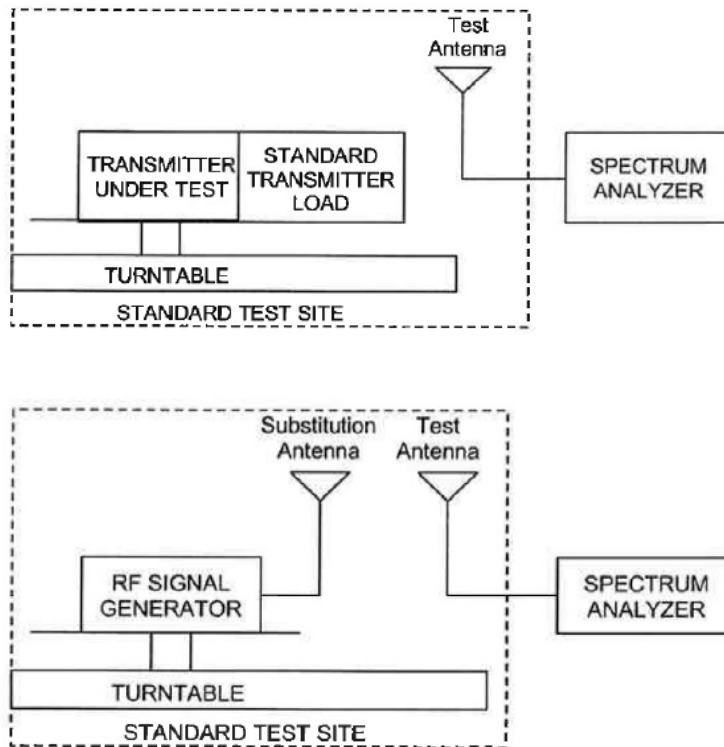 Test
Antenna
TRANSMITTER
UNDER TEST
STANDARD
TRANSMITTER
LOAD
SPECTRUM
ANALYZER
TURNTABLE
STANDARD TEST SITE
Substitution
Antenna
Test
Antenna
RF SIGNAL
GENERATOR
SPECTRUM
ANALYZER
TURNTABLE
STANDARD TEST SITE